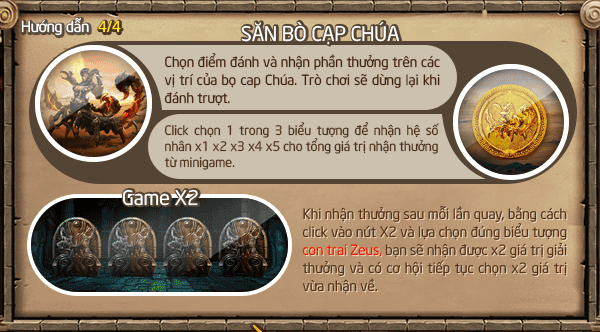 Hướng dẫn 4/4
SĂN BÒ CẠP CHÚA
Chọn điểm đánh và nhận phần thưởng trên các
vị trí của bọ cap Chúa. Trò chơi sẽ dừng lại khi
đánh trượt.
Click chọn 1 trong 3 biểu tượng để nhận hệ số
nhân x1 x2 x3 x4 x5 cho tổng giá trị nhận thưởng
từ minigame.
Game X2
Khi nhận thưởng sau mỗi lần quay, bằng cách
click vào nút X2 và lựa chọn đúng biểu tượng
con trai Zeus, bạn sẽ nhận được x2 giá trị giải
thưởng và có cơ hội tiếp tục chọn x2 giá trị
vừa nhận về.